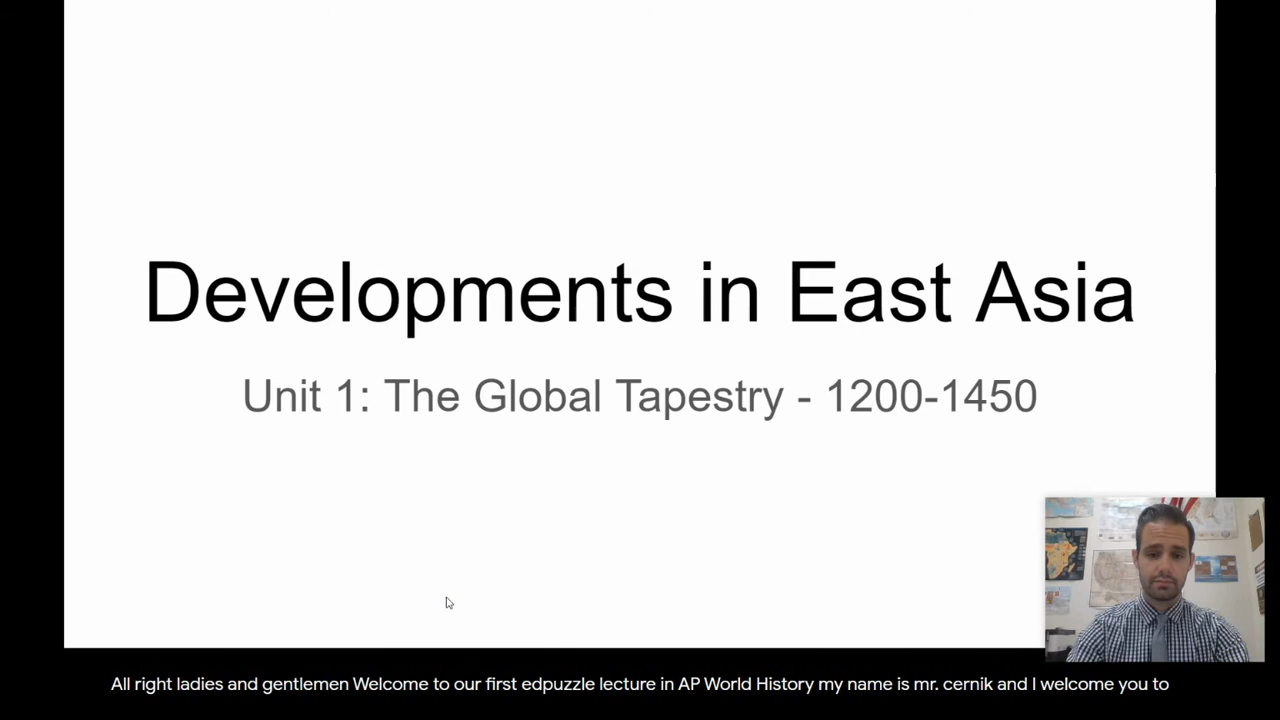 Developments in East Asia
Unit 1: The Global Tapestry - 1200-1450
All right ladies and gentlemen Welcome to our first edpuzzle lecture in AP World History my name is mr. cernik and I welcome you to